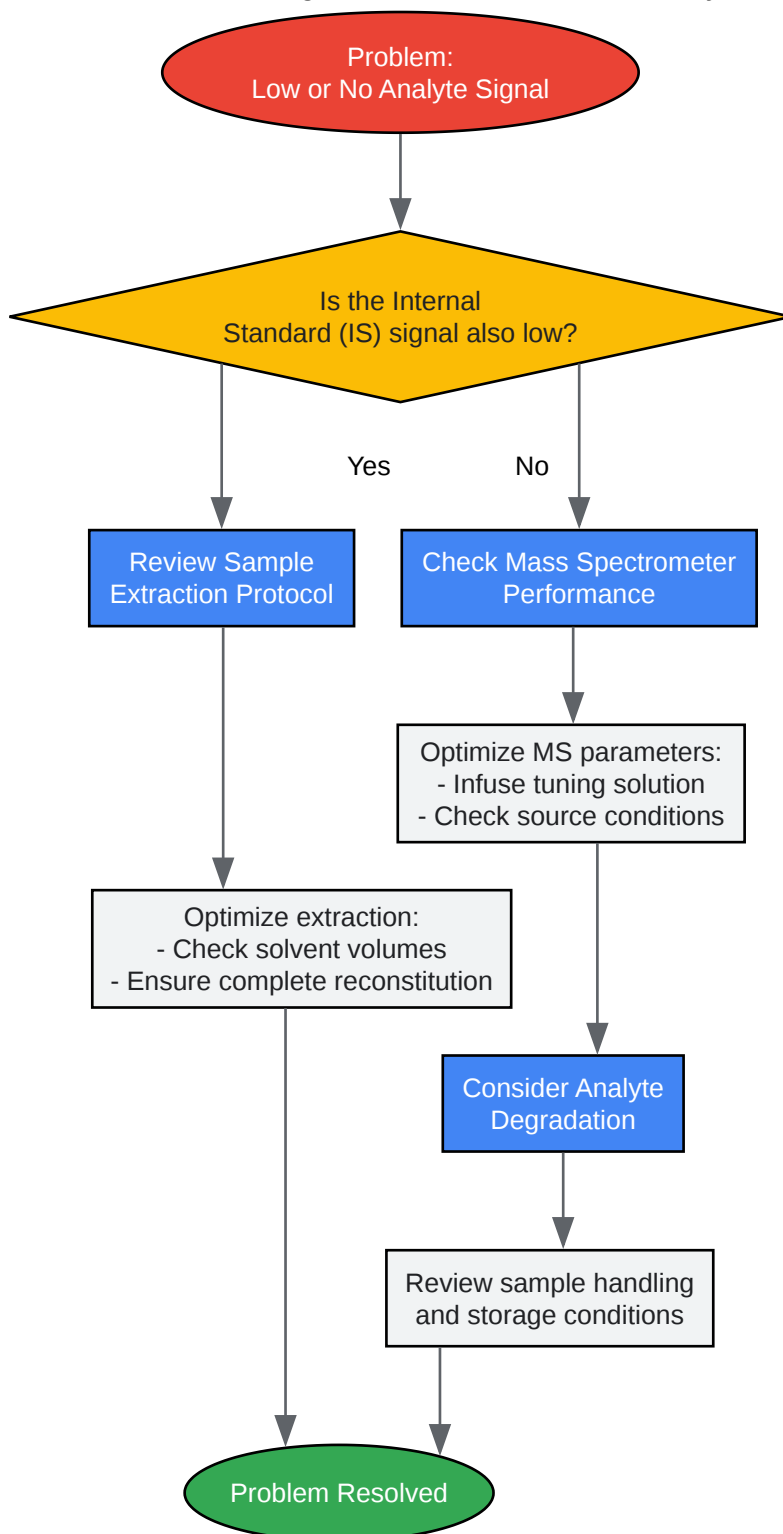 Problem:
Low or No Analyte Signal
Is the Internal
Standard (IS) signal also low?
Yes
No
Review Sample
Extraction Protocol
Check Mass Spectrometer
Performance
Optimize MS parameters:
- Infuse tuning solution
- Check source conditions
Optimize extraction:
- Check solvent volumes
- Ensure complete reconstitution
Consider Analyte
Degradation
Review sample handling
and storage conditions
Problem Resolved